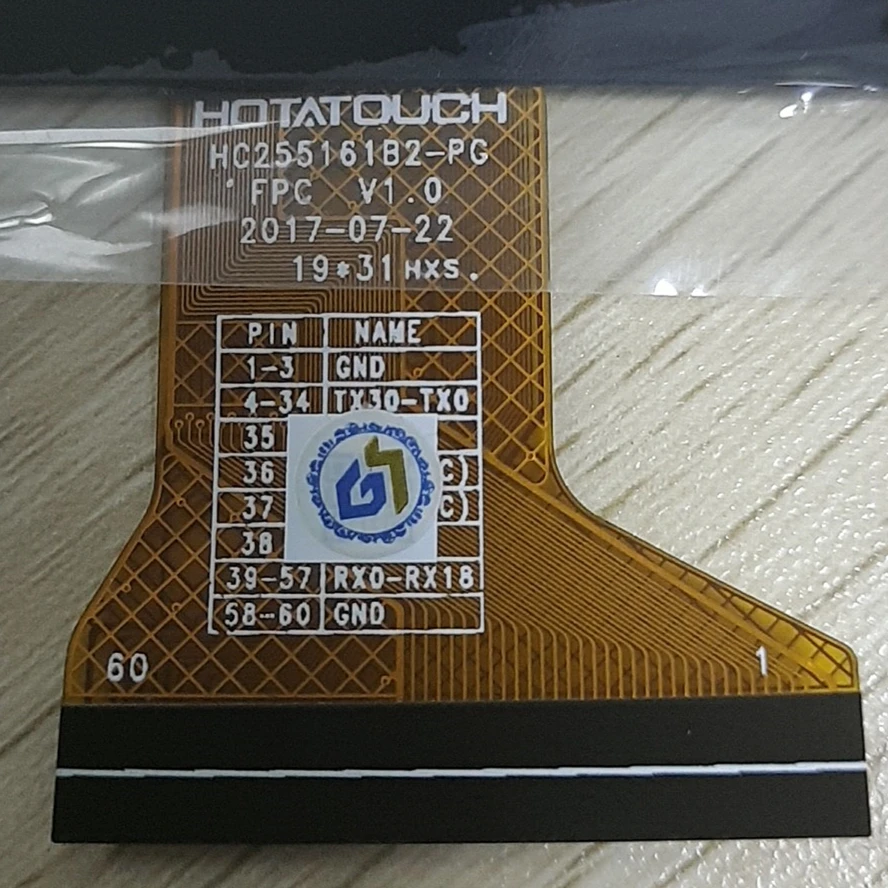 HOTATOUCH
HC255161B2-PG
FPC V1.0
2017-07-22
19*31 HXS.
PIN NAME
1-3 GND
4-34 TX30-TX0
35
36 C)
37 C)
38
39-57 RX0-RX18
58-60 GND
60 1